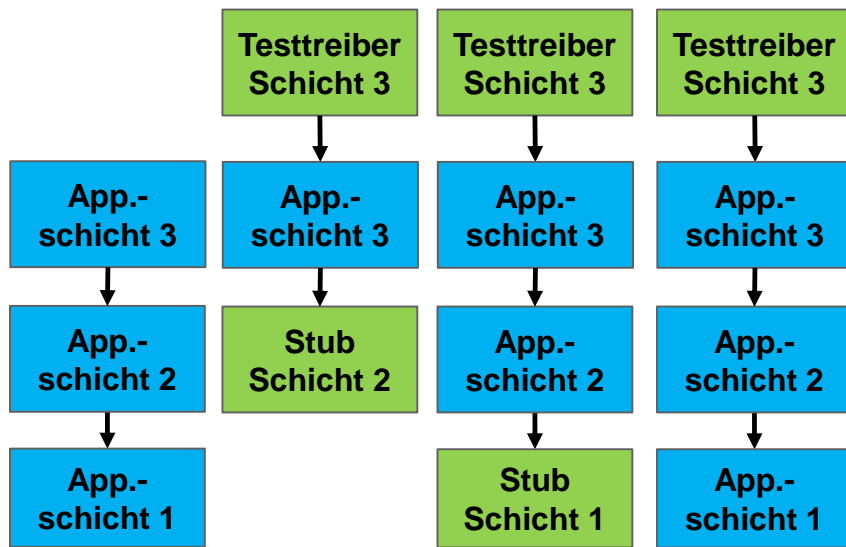 Testtreiber
Schicht 3
Testtreiber
Schicht 3
Testtreiber
Schicht 3
App.-
schicht 3
App.-
schicht 3
App.-
schicht 3
App.-
schicht 3
App.-
schicht 2
Stub
Schicht 2
App.-
schicht 2
App.-
schicht 2
App.-
schicht 1
Stub
Schicht 1
App.-
schicht 1